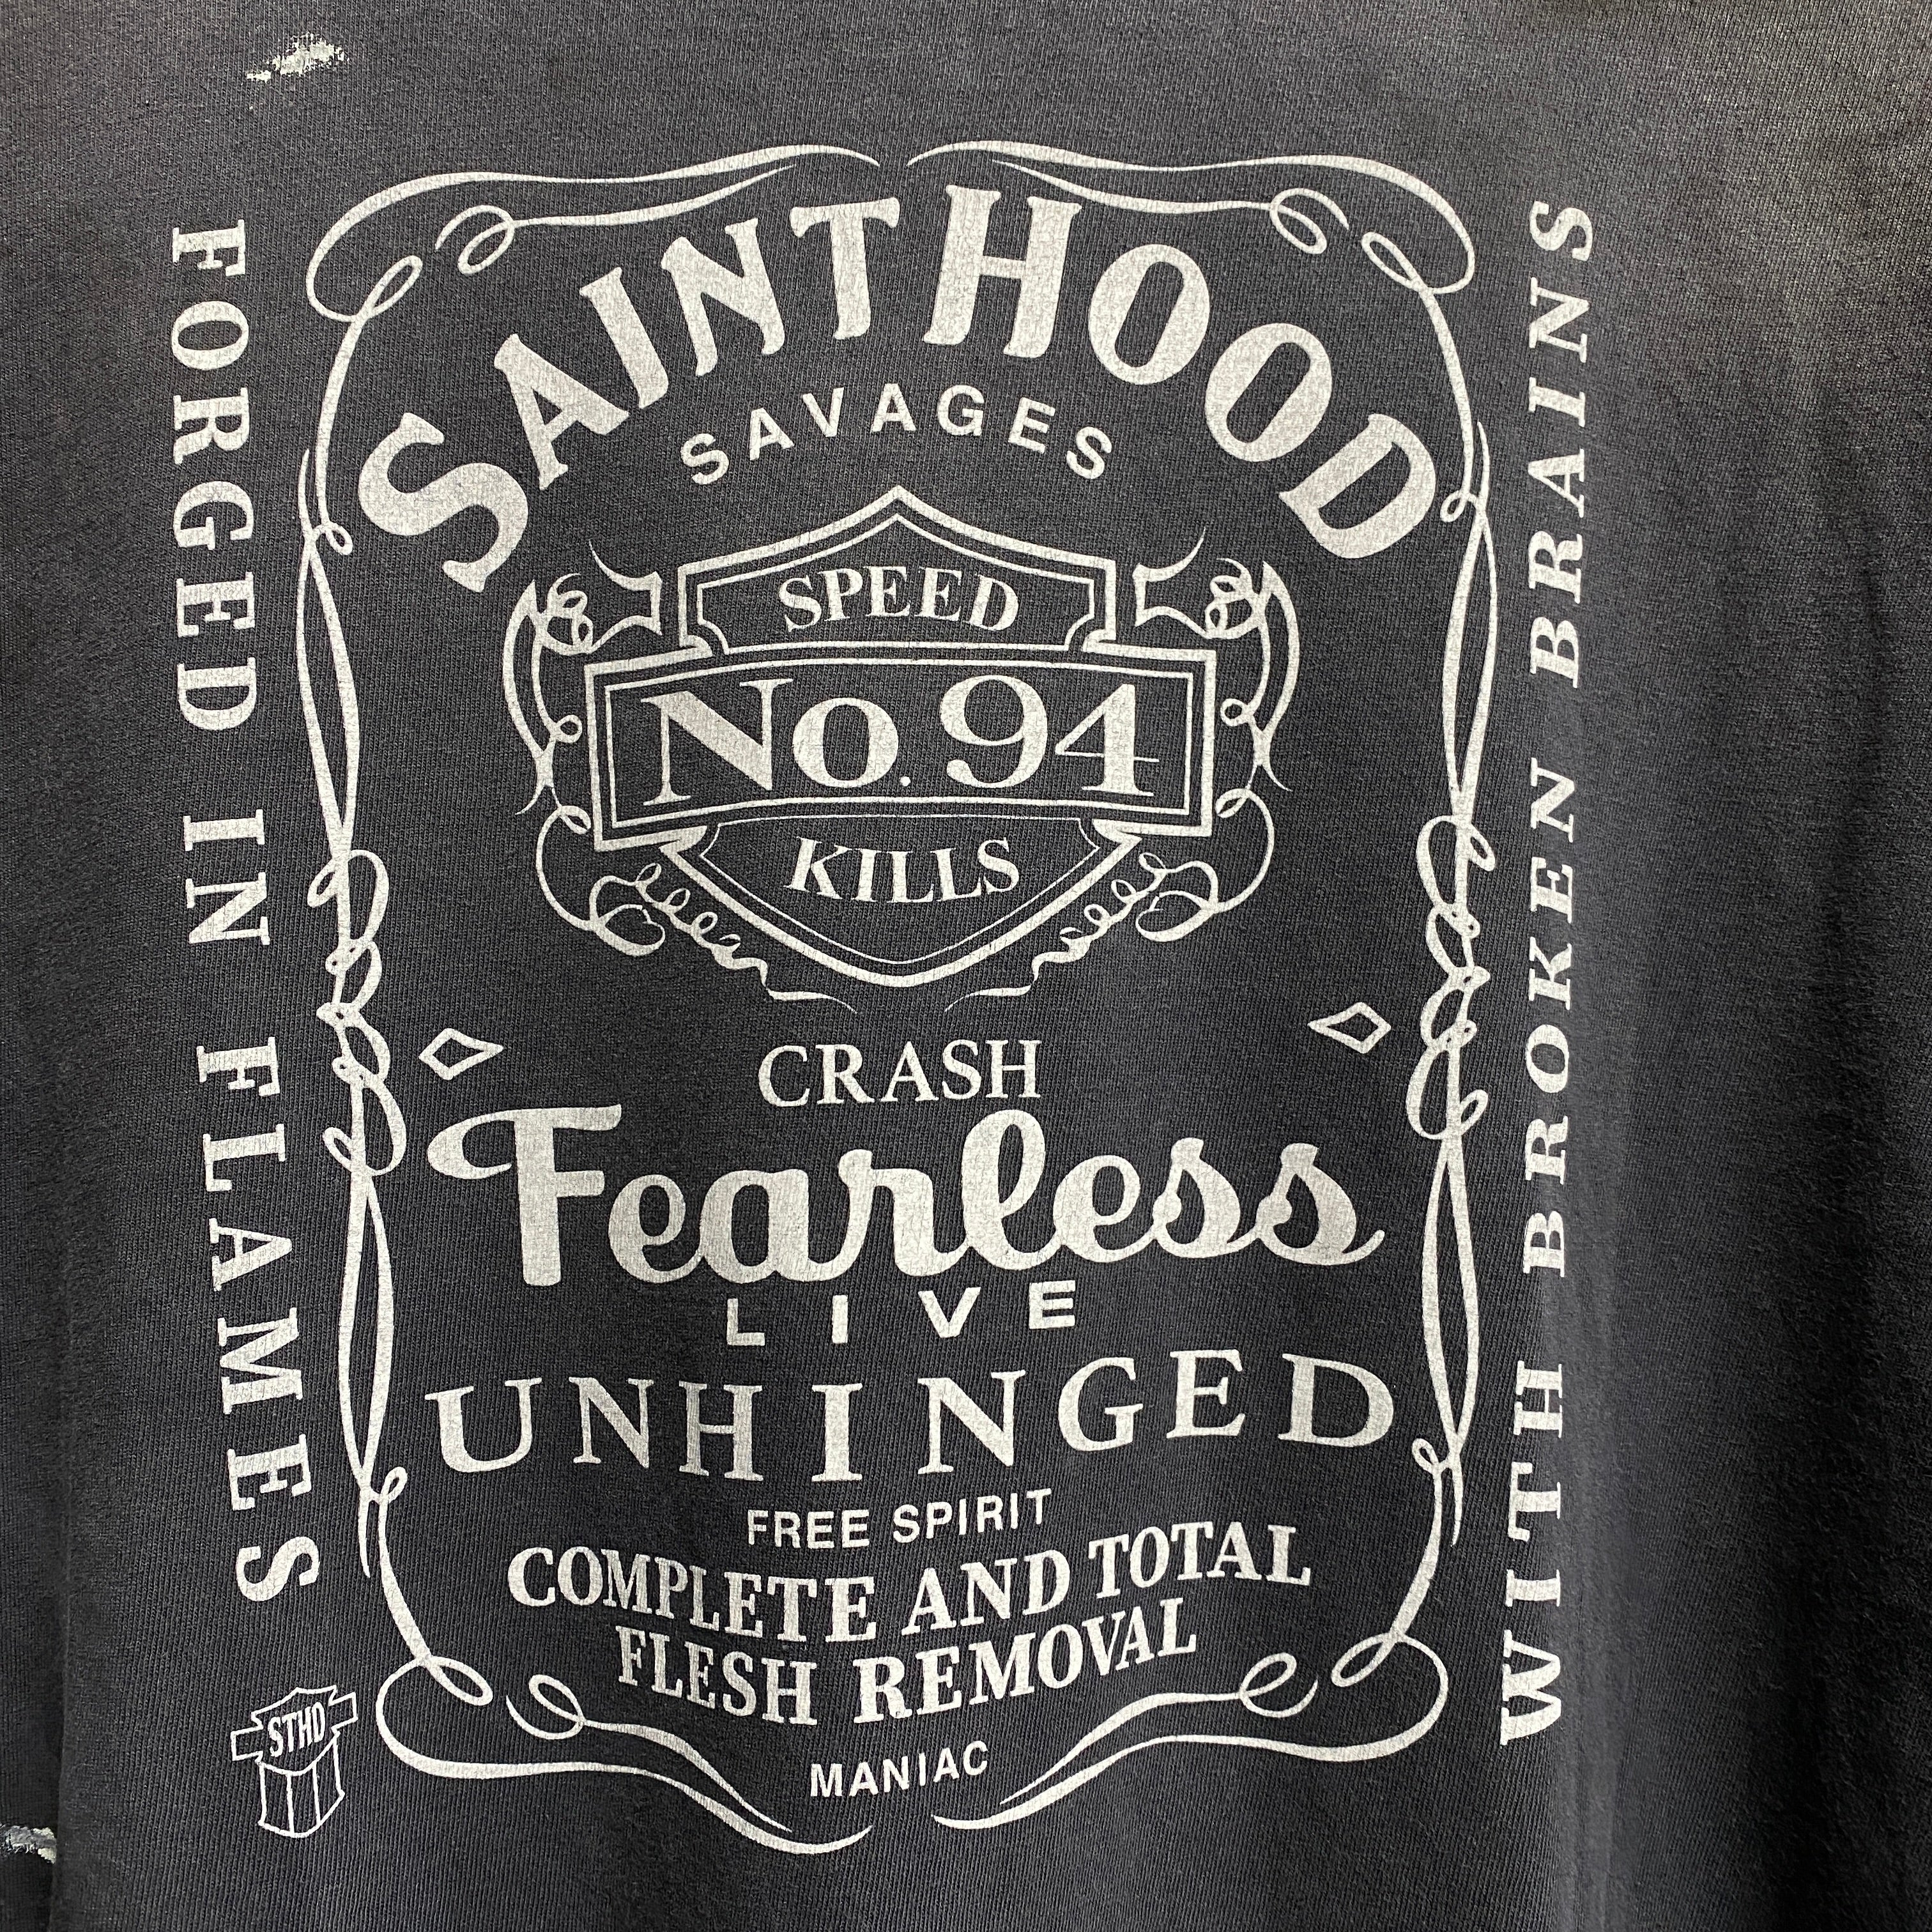 SAINTHOOD
SAVAGES
SPEED
No. 94
KILLS
CRASH
Fearless
LIVE
UNHINGED
FREE SPIRIT
COMPLETE AND TOTAL
FLESH REMOVAL
MANIAC
FORGED IN FLAMES
WITH BROKEN BRAINS
STHD